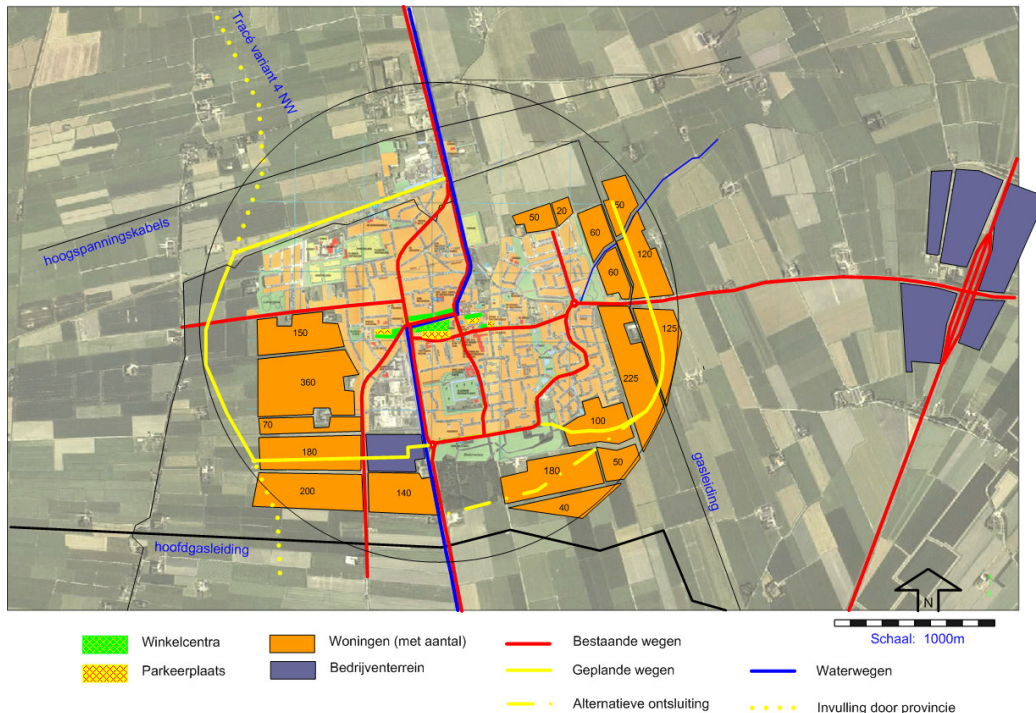 Tracé variant 4 NW
hoogspanningskabels
50
20
50
60
120
60
150
125
360
225
70
100
180
180
50
200
140
40
gasleiding
hoofdgasleiding
N
Schaal: 1000m
Winkelcentra
Woningen (met aantal)
Bestaande wegen
Parkeerplaats
Bedrijventerrein
Geplande wegen
Waterwegen
Alternatieve ontsluiting
Invulling door provincie